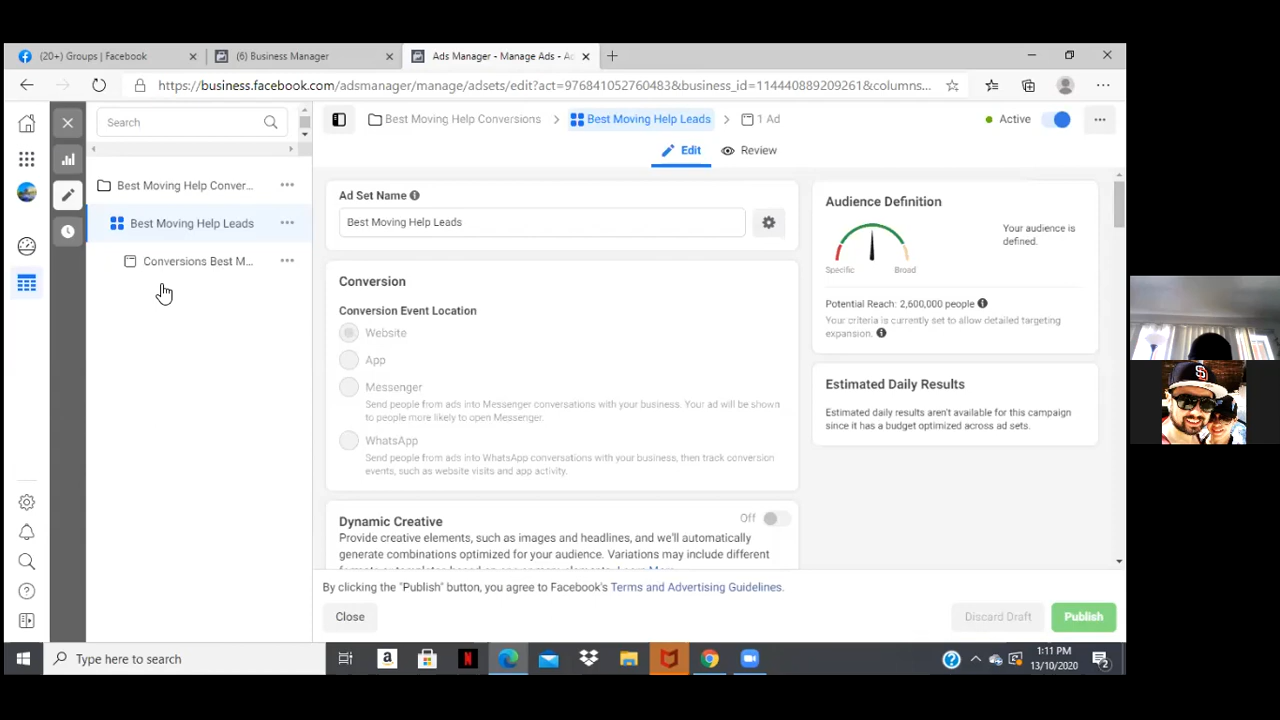 (20+) Groups | Facebook
(6) Business Manager
Ads Manager - Manage Ads - Ac
https://business.facebook.com/adsmanager/manage/adsets/edit?act=976841052760483&business_id=114440889209261&columns...
Search
Best Moving Help Conversions
Best Moving Help Leads
1 Ad
Active
Edit
Review
Best Moving Help Conver...
Best Moving Help Leads
Conversions Best M...
Ad Set Name
Best Moving Help Leads
Conversion
Conversion Event Location
Website
App
Messenger
Send people from ads into Messenger conversations with your business. Your ad will be shown
to people more likely to open Messenger.
WhatsApp
Send people from ads into WhatsApp conversations with your business, then track conversion
events, such as website visits and app activity.
Dynamic Creative
Off
Provide creative elements, such as images and headlines, and we'll automatically
generate combinations optimized for your audience. Variations may include different
Audience Definition
Your audience is
defined.
Specific
Broad
Potential Reach: 2,600,000 people
Your criteria is currently set to allow detailed targeting
expansion.
Estimated Daily Results
Estimated daily results aren't available for this campaign
since it has a budget optimized across ad sets.
By clicking the "Publish" button, you agree to Facebook's Terms and Advertising Guidelines.
Close
Discard Draft
Publish
Type here to search
1:11 PM
13/10/2020
2